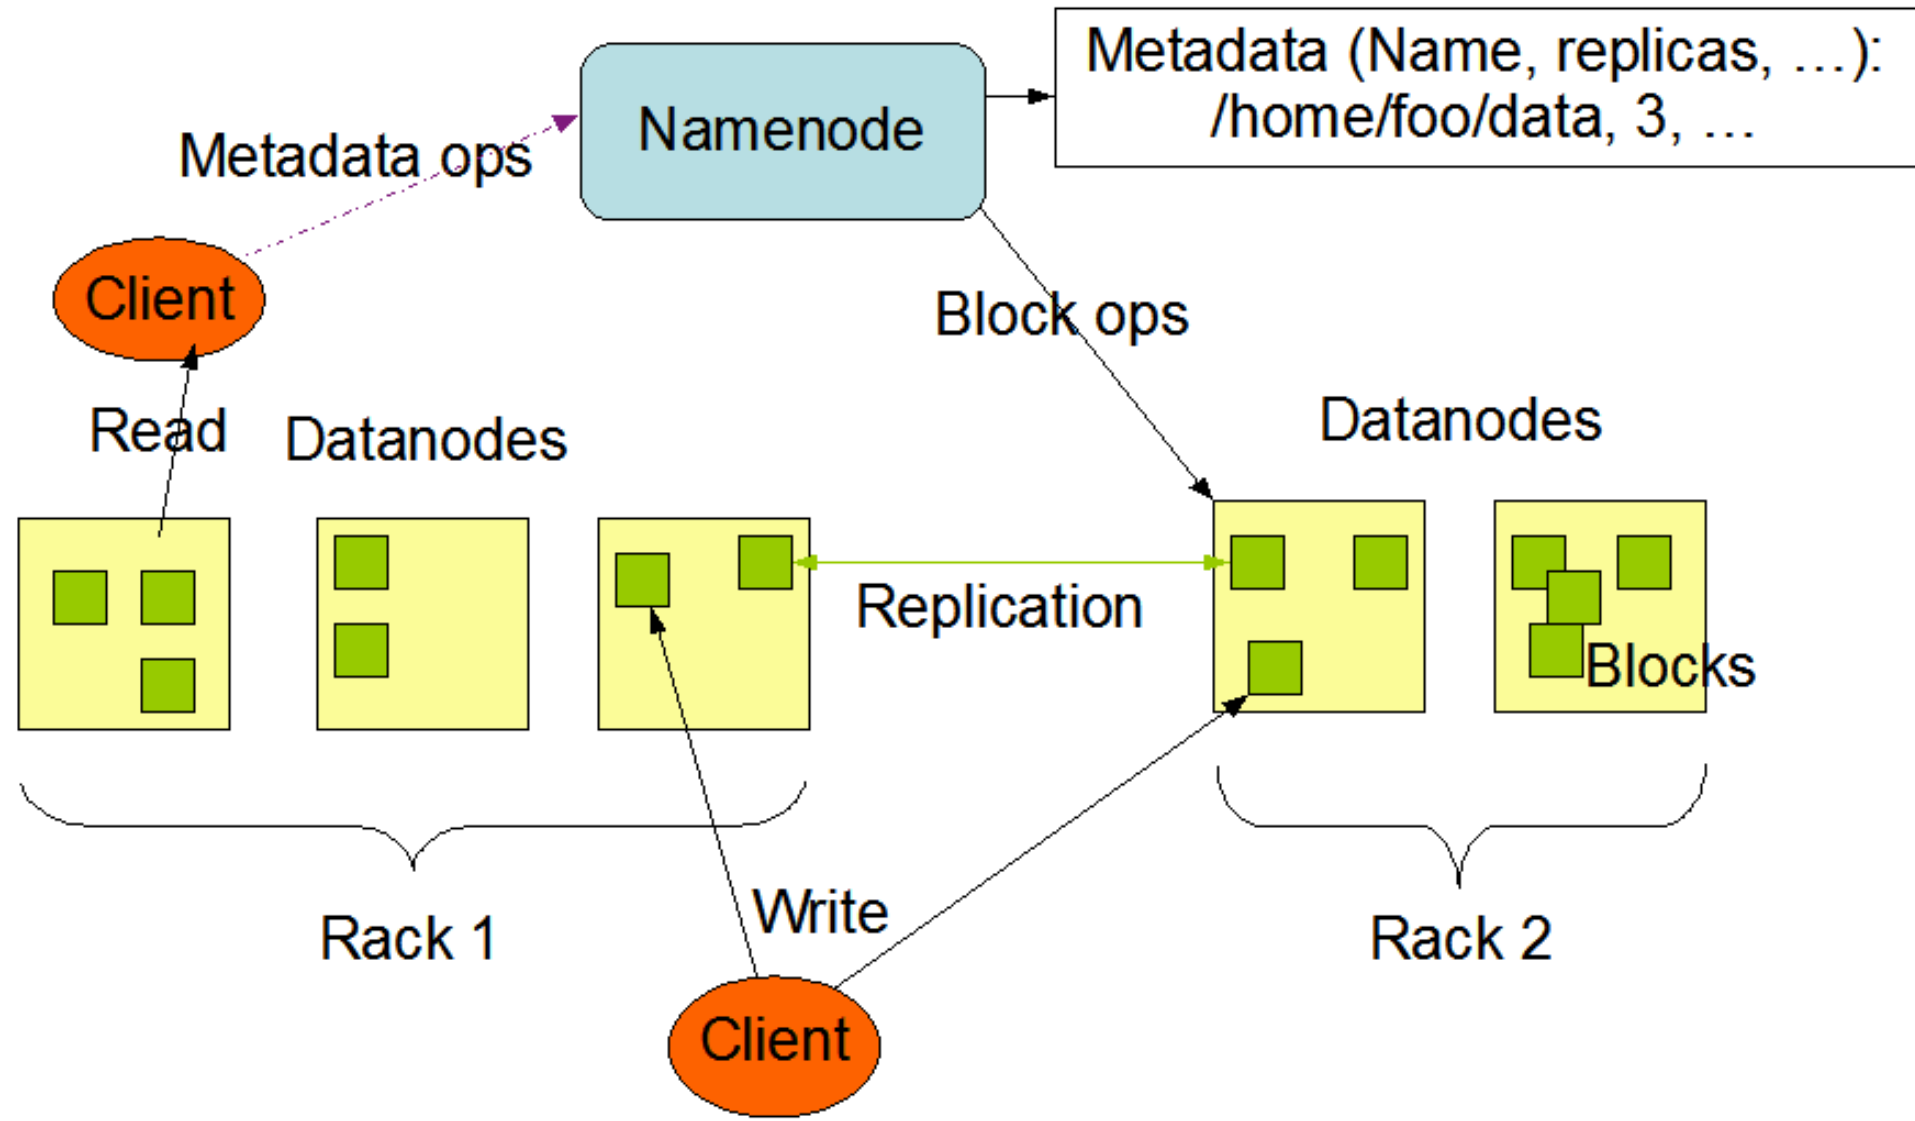 Metadata (Name, replicas, …):
/home/foo/data, 3, …
Namenode
Metadata ops
Client
Block ops
Read
Datanodes
Datanodes
Replication
Blocks
Write
Rack 1
Rack 2
Client